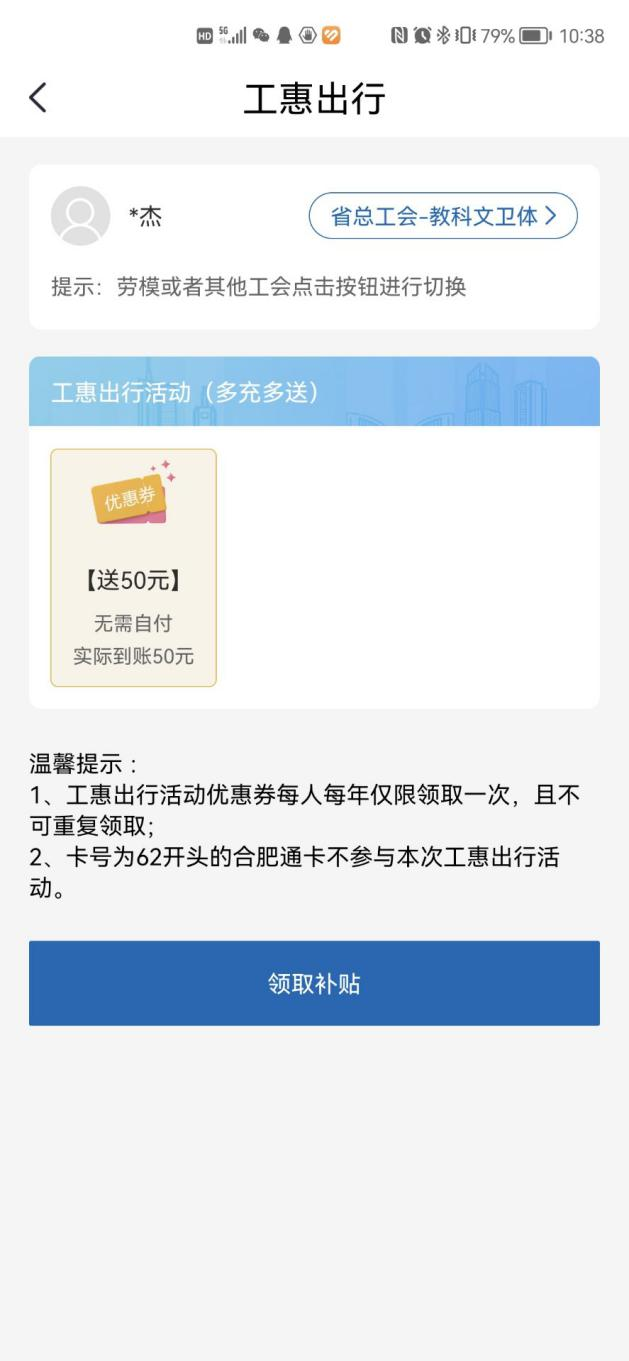 HD 5G 79% 10:38
工惠出行
*杰
省总工会-教科文卫体
提示：劳模或者其他工会点击按钮进行切换
工惠出行活动（多充多送）
优惠券
【送50元】
无需自付
实际到账50元
温馨提示：
1、工惠出行活动优惠券每人每年仅限领取一次，且不
可重复领取；
2、卡号为62开头的合肥通卡不参与本次工惠出行活
动。
领取补贴